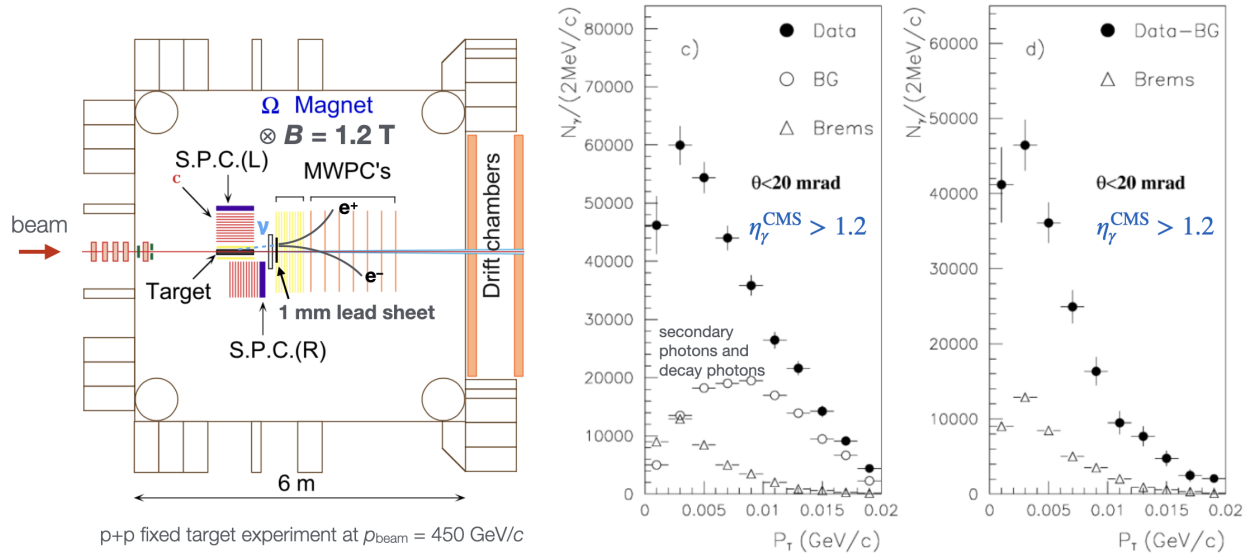 Ω Magnet
⊗ B = 1.2 T
S.P.C.(L)
MWPC's
c
e⁺
γ
beam
Drift chambers
e⁻
Target
1 mm lead sheet
S.P.C.(R)
6 m
p+p fixed target experiment at p_beam = 450 GeV/c
N_γ/(2MeV/c)
80000
70000
60000
50000
40000
30000
20000
10000
0
c)
Data
BG
Brems
θ<20 mrad
η_γ^CMS > 1.2
secondary
photons and
decay photons
0 0.005 0.01 0.015 0.02
P_T (GeV/c)
N_γ/(2MeV/c)
60000
50000
40000
30000
20000
10000
0
d)
Data−BG
Brems
θ<20 mrad
η_γ^CMS > 1.2
0 0.005 0.01 0.015 0.02
P_T (GeV/c)